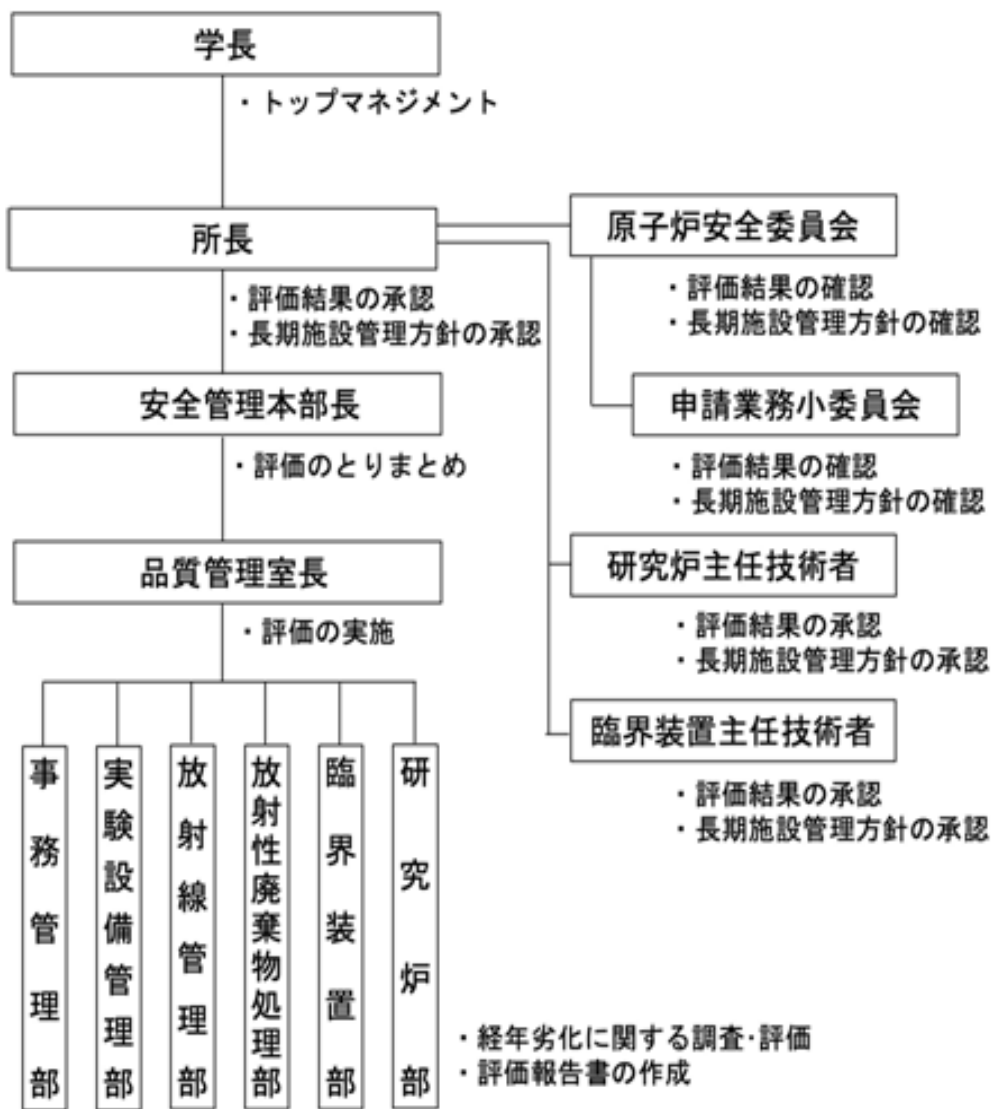 学長
・トップマネジメント
所長
・評価結果の承認
・長期施設管理方針の承認
安全管理本部長
・評価のとりまとめ
品質管理室長
・評価の実施
原子炉安全委員会
・評価結果の確認
・長期施設管理方針の確認
申請業務小委員会
・評価結果の確認
・長期施設管理方針の確認
研究炉主任技術者
・評価結果の承認
・長期施設管理方針の承認
臨界装置主任技術者
・評価結果の承認
・長期施設管理方針の承認
事務管理部
実験設備管理部
放射線管理部
放射性廃棄物処理部
臨界装置部
研究炉部
・経年劣化に関する調査・評価
・評価報告書の作成